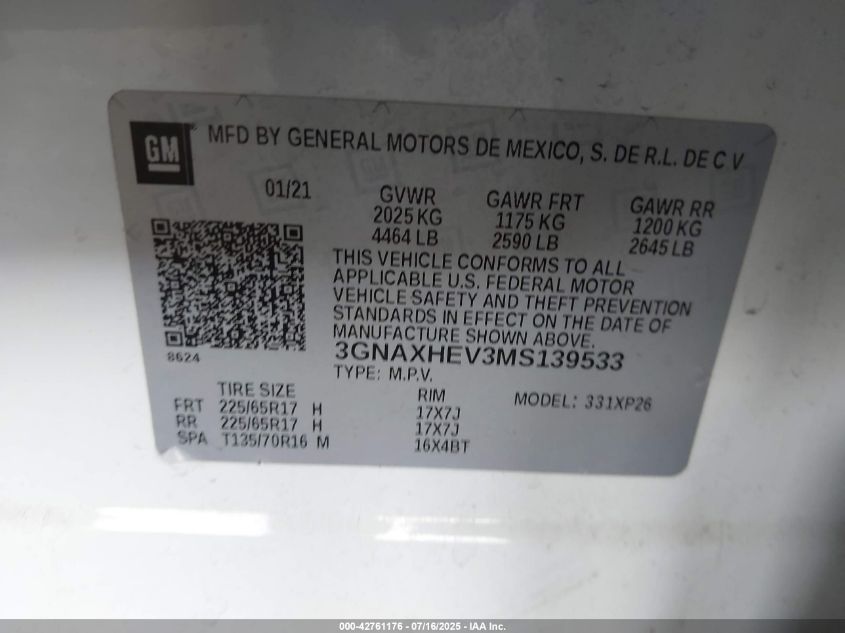 GM
MFD BY GENERAL MOTORS DE MEXICO, S. DE R.L. DE C V
01/21
GVWR GAWR FRT GAWR RR
2025 KG 1175 KG 1200 KG
4464 LB 2590 LB 2645 LB
THIS VEHICLE CONFORMS TO ALL
APPLICABLE U.S. FEDERAL MOTOR
VEHICLE SAFETY AND THEFT PREVENTION
STANDARDS IN EFFECT ON THE DATE OF
MANUFACTURE SHOWN ABOVE.
8624
3GNAXHEV3MS139533
TYPE: M.P.V.
TIRE SIZE RIM MODEL: 331XP26
FRT 225/65R17 H 17X7J
RR 225/65R17 H 17X7J
SPA T135/70R16 M 16X4BT
000-42761176 - 07/16/2025 - IAA Inc.